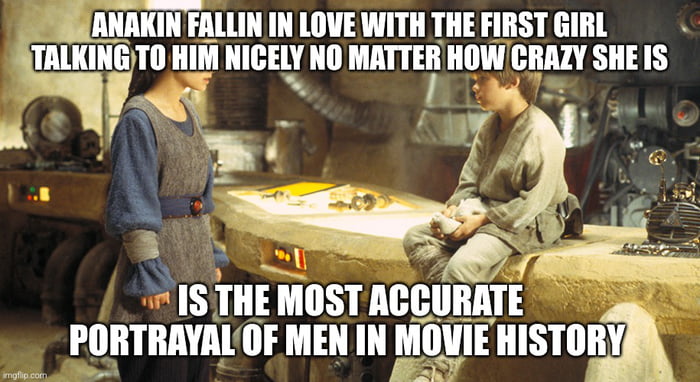 ANAKIN FALLIN IN LOVE WITH THE FIRST GIRL
TALKING TO HIM NICELY NO MATTER HOW CRAZY SHE IS
IS THE MOST ACCURATE
PORTRAYAL OF MEN IN MOVIE HISTORY
imgflip.com